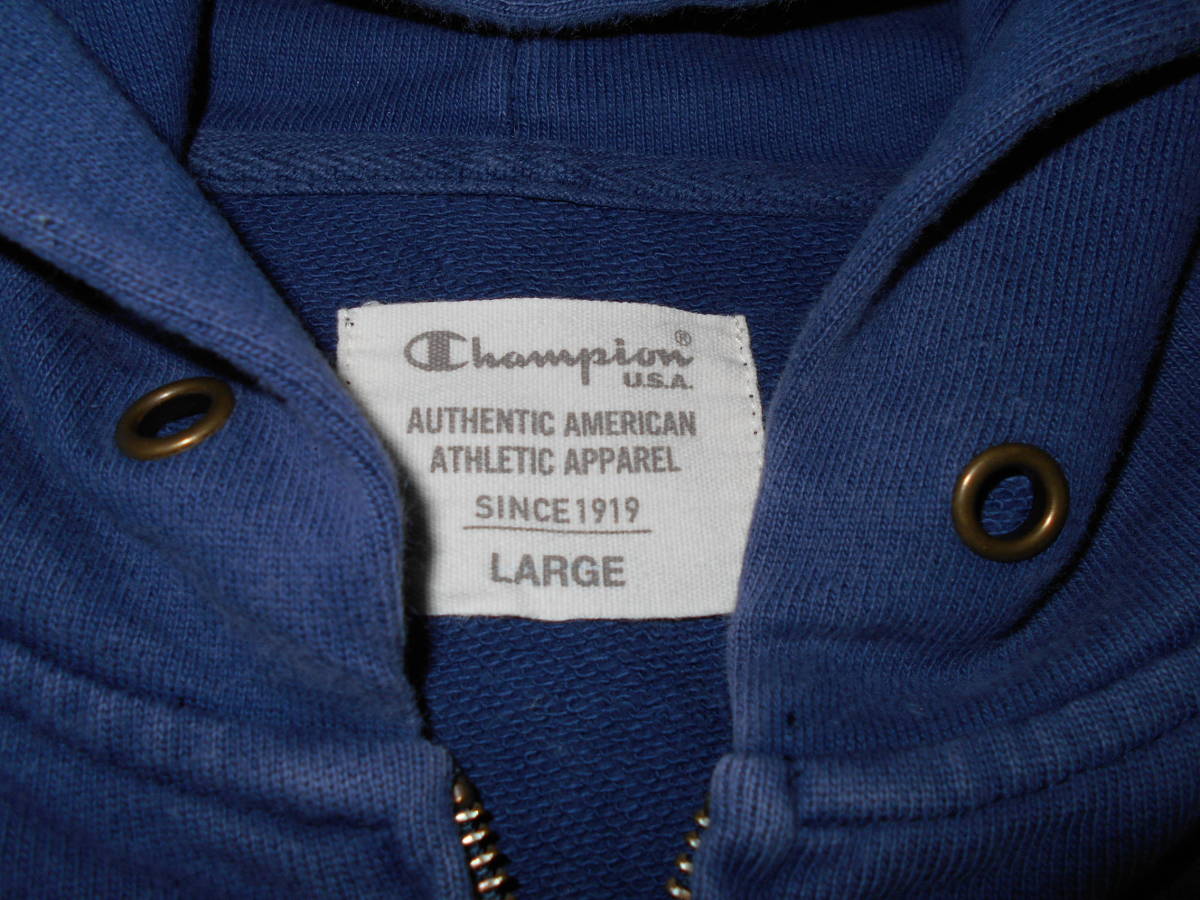 Champion®
U.S.A.
AUTHENTIC AMERICAN
ATHLETIC APPAREL
SINCE 1919
LARGE